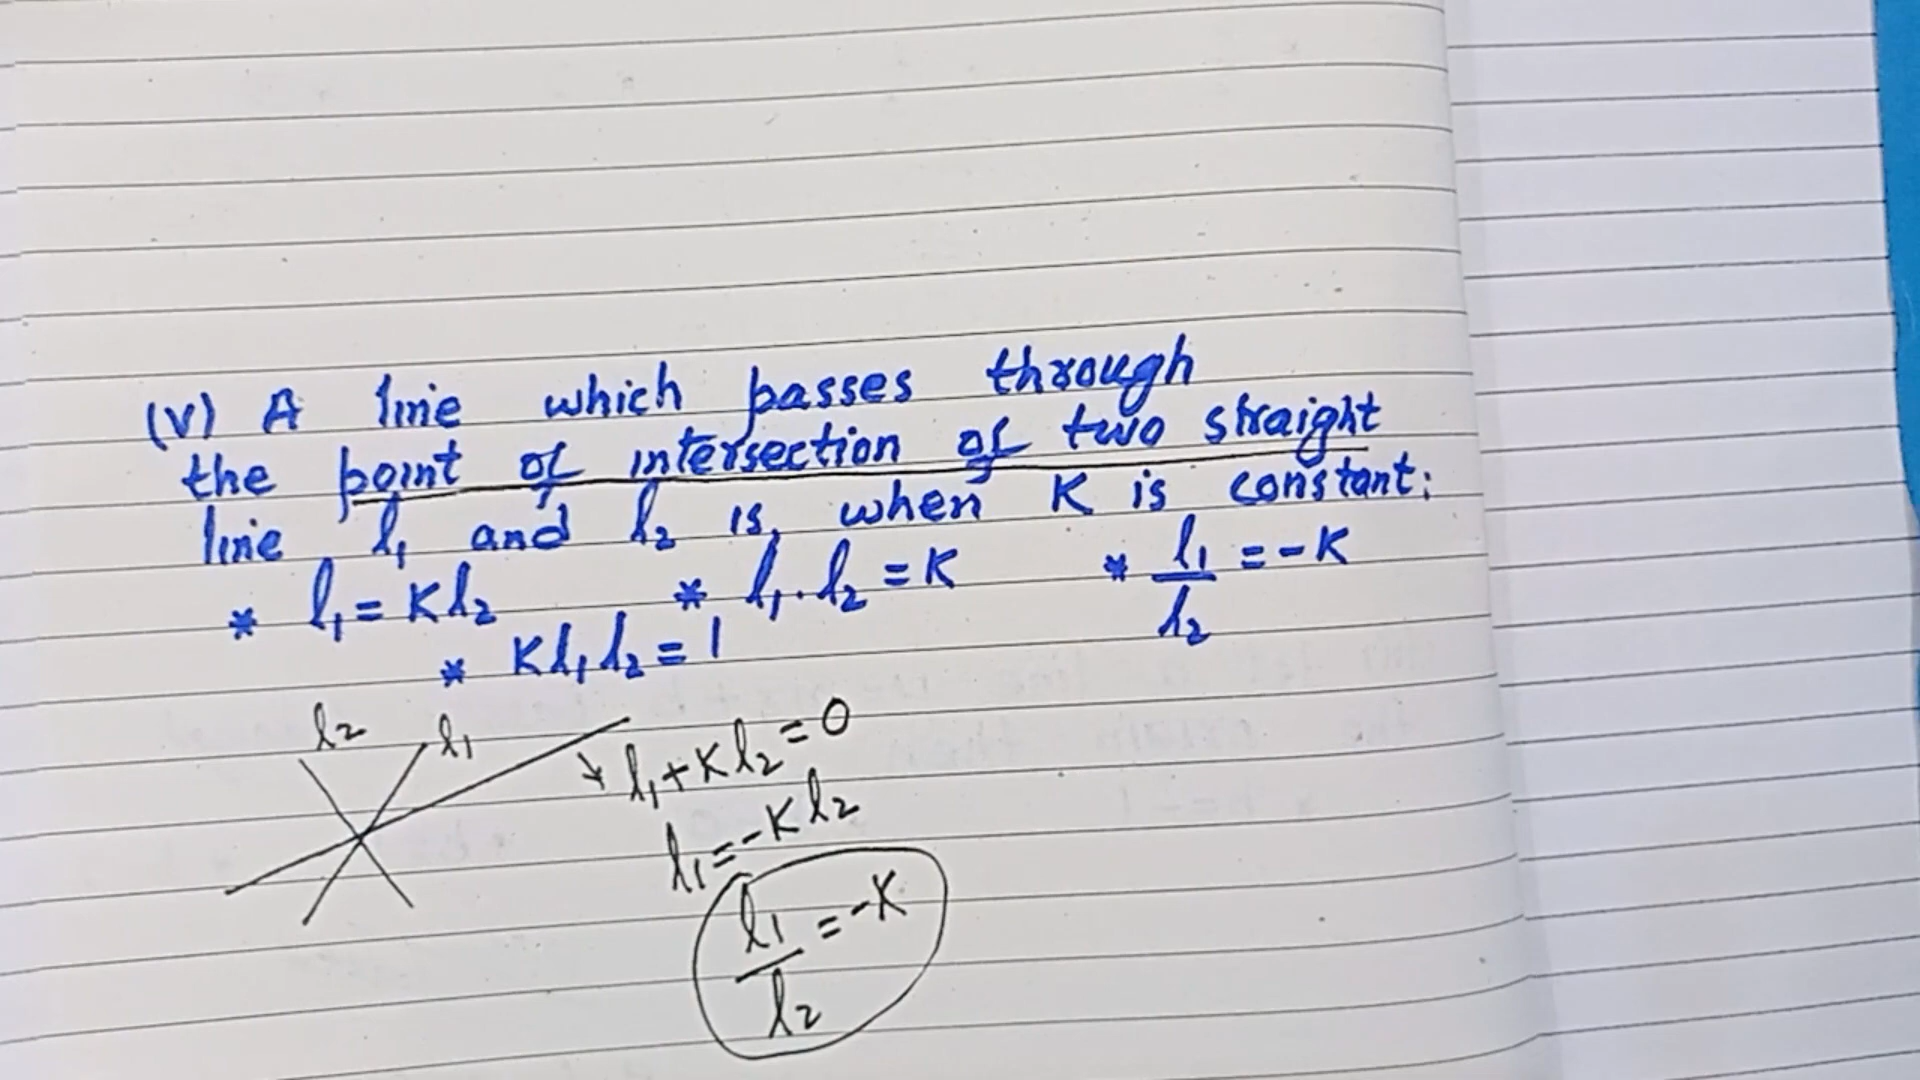 (V) A line which passes through
the point of intersection of two straight
line l₁ and l₂ is, when K is constant:
* l₁ = Kl₂ * l₁.l₂ = K * l₁/l₂ = -K
* Kl₁l₂ = 1
l₂ l₁
l₁ + Kl₂ = 0
l₁ = -Kl₂
l₁/l₂ = -K